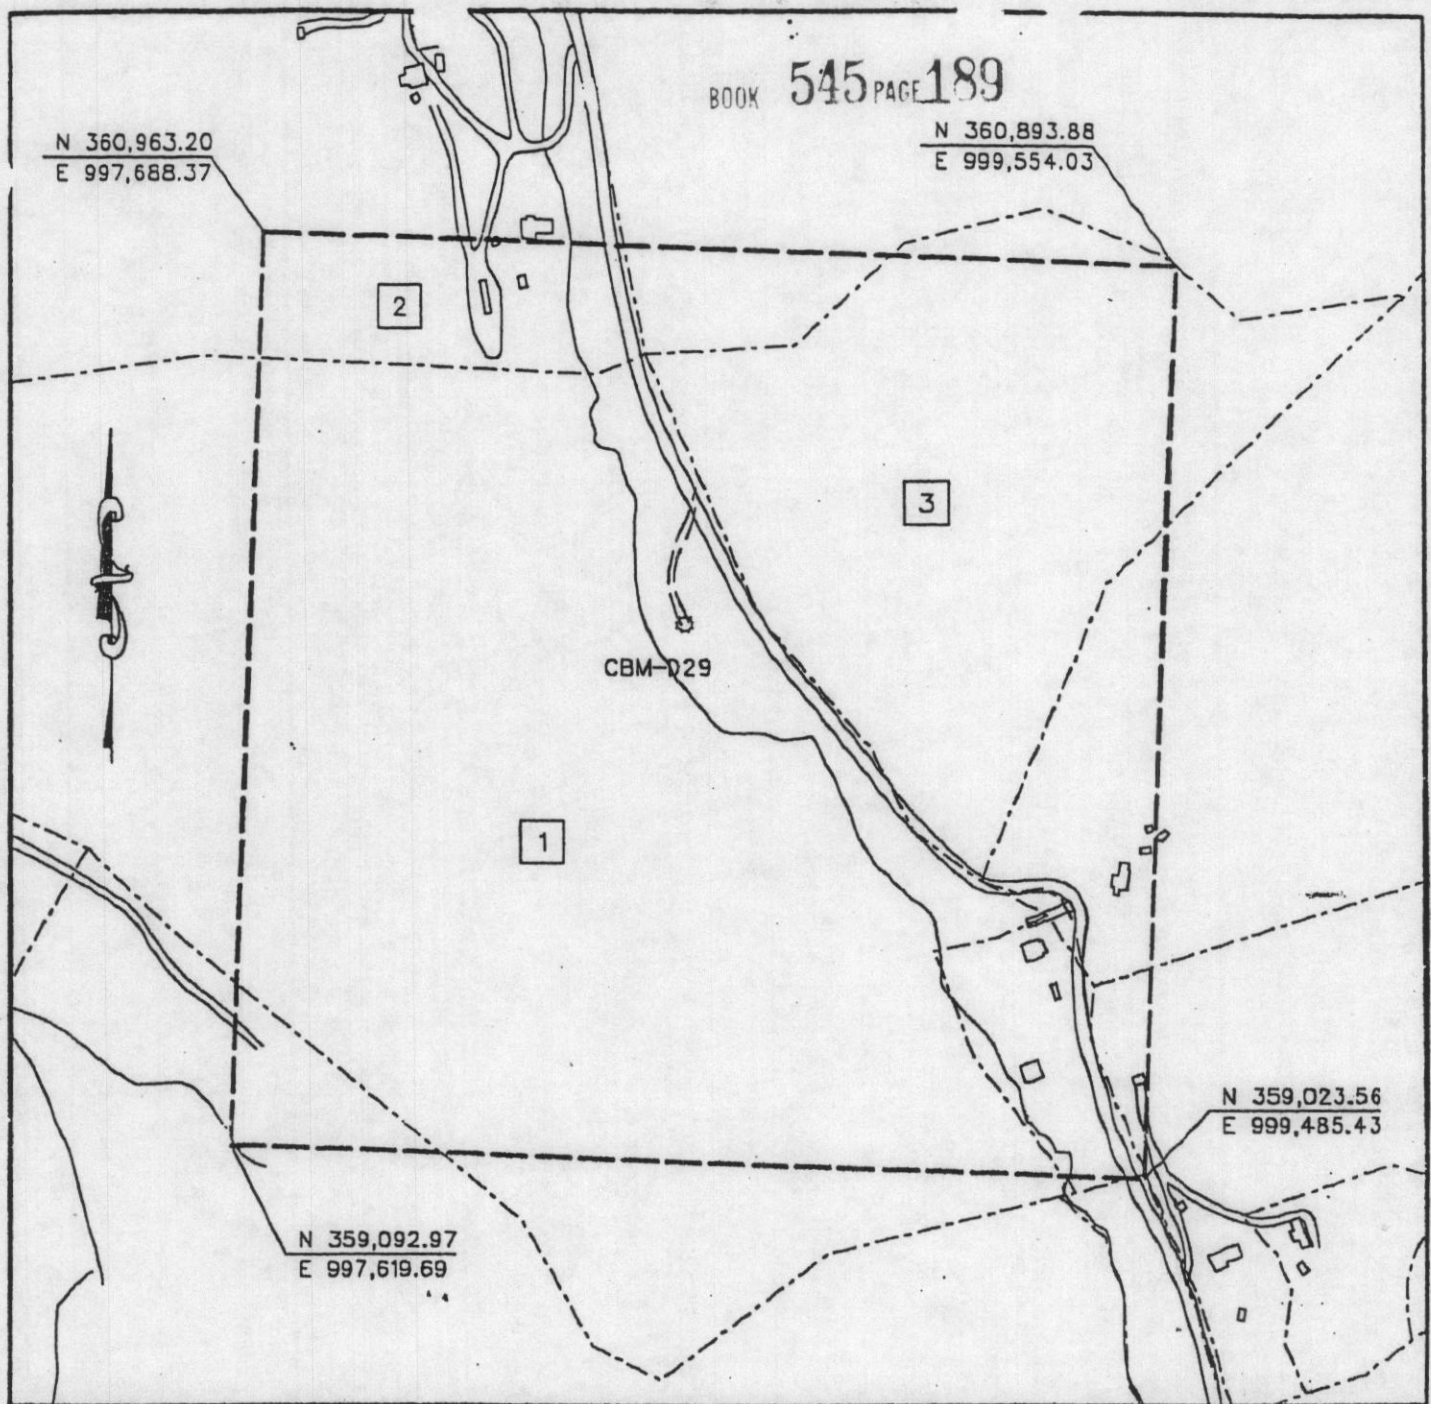 BOOK 545 PAGE 189
N 360,963.20
E 997,688.37
N 360,893.88
E 999,554.03
2
3
CBM-D29
1
N 359,023.56
E 999,485.43
N 359,092.97
E 997,619.69